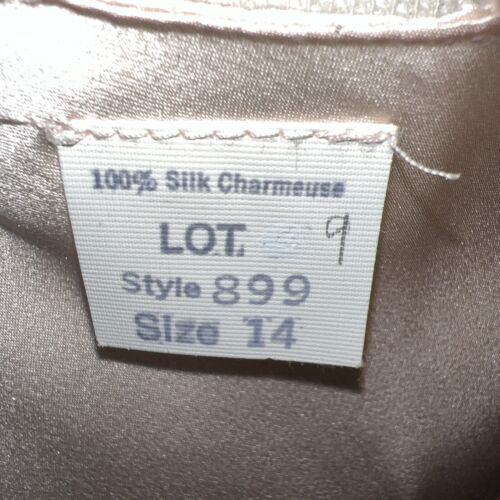 100% Silk Charmeuse
LOT. 9
Style 899
Size 14